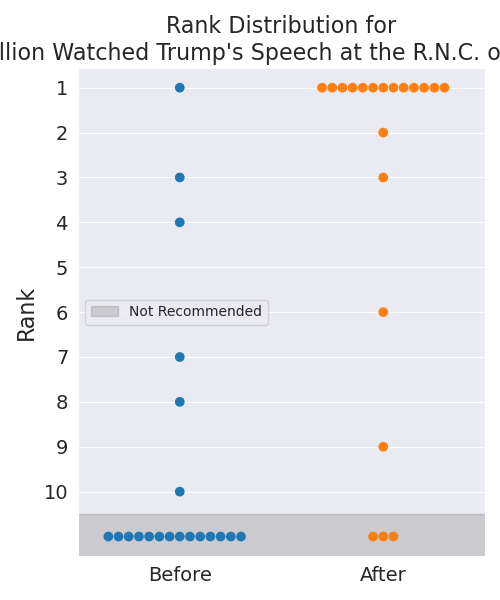 Rank Distribution for
llion Watched Trump's Speech at the R.N.C. o
1
2
3
4
5
6
7
8
9
10
Rank
Not Recommended
Before
After